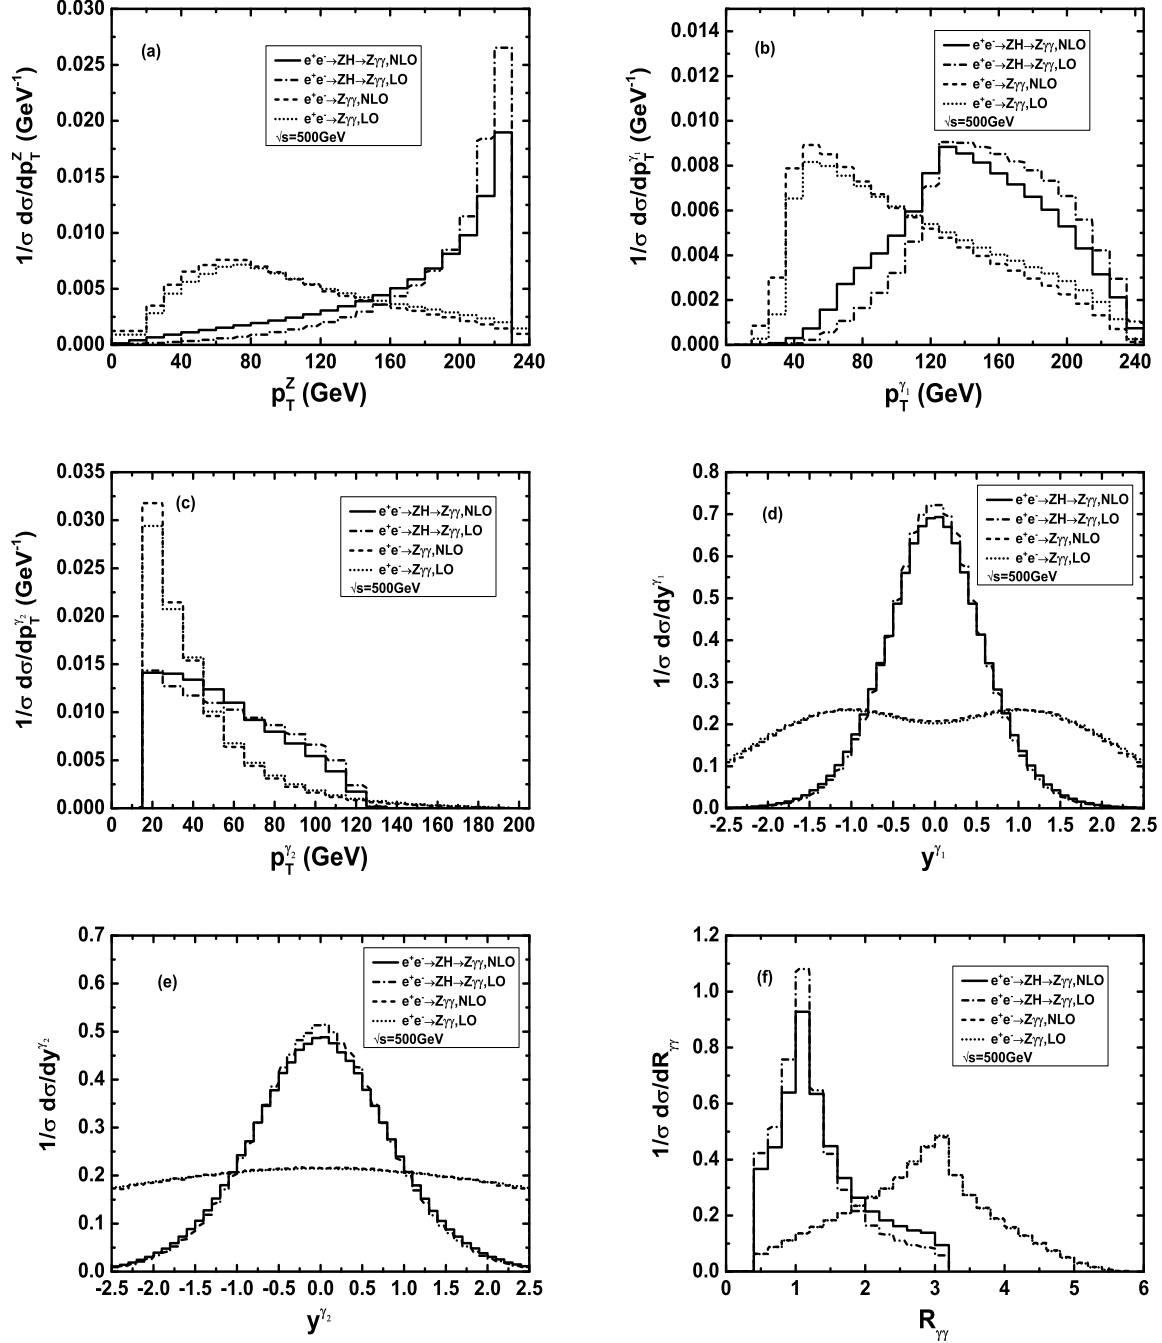 (a)
e⁺e⁻→ZH→Zγγ,NLO
e⁺e⁻→ZH→Zγγ,LO
e⁺e⁻→Zγγ,NLO
e⁺e⁻→Zγγ,LO
√s=500GeV
1/σ dσ/dp_T^Z (GeV⁻¹)
0.030
0.025
0.020
0.015
0.010
0.005
0.000
0 40 80 120 160 200 240
p_T^Z (GeV)
(b)
e⁺e⁻→ZH→Zγγ,NLO
e⁺e⁻→ZH→Zγγ,LO
e⁺e⁻→Zγγ,NLO
e⁺e⁻→Zγγ,LO
√s=500GeV
1/σ dσ/dp_T^γ₁ (GeV⁻¹)
0.014
0.012
0.010
0.008
0.006
0.004
0.002
0.000
0 40 80 120 160 200 240
p_T^γ₁ (GeV)
(c)
e⁺e⁻→ZH→Zγγ,NLO
e⁺e⁻→ZH→Zγγ,LO
e⁺e⁻→Zγγ,NLO
e⁺e⁻→Zγγ,LO
√s=500GeV
1/σ dσ/dp_T^γ₂ (GeV⁻¹)
0.035
0.030
0.025
0.020
0.015
0.010
0.005
0.000
0 20 40 60 80 100 120 140 160 180 200
p_T^γ₂ (GeV)
(d)
e⁺e⁻→ZH→Zγγ,NLO
e⁺e⁻→ZH→Zγγ,LO
e⁺e⁻→Zγγ,NLO
e⁺e⁻→Zγγ,LO
√s=500GeV
1/σ dσ/dy^γ₁
0.8
0.7
0.6
0.5
0.4
0.3
0.2
0.1
0.0
-2.5 -2.0 -1.5 -1.0 -0.5 0.0 0.5 1.0 1.5 2.0 2.5
y^γ₁
(e)
e⁺e⁻→ZH→Zγγ,NLO
e⁺e⁻→ZH→Zγγ,LO
e⁺e⁻→Zγγ,NLO
e⁺e⁻→Zγγ,LO
√s=500GeV
1/σ dσ/dy^γ₂
0.7
0.6
0.5
0.4
0.3
0.2
0.1
0.0
-2.5 -2.0 -1.5 -1.0 -0.5 0.0 0.5 1.0 1.5 2.0 2.5
y^γ₂
(f)
e⁺e⁻→ZH→Zγγ,NLO
e⁺e⁻→ZH→Zγγ,LO
e⁺e⁻→Zγγ,NLO
e⁺e⁻→Zγγ,LO
√s=500GeV
1/σ dσ/dR_γγ
1.2
1.0
0.8
0.6
0.4
0.2
0.0
0 1 2 3 4 5 6
R_γγ